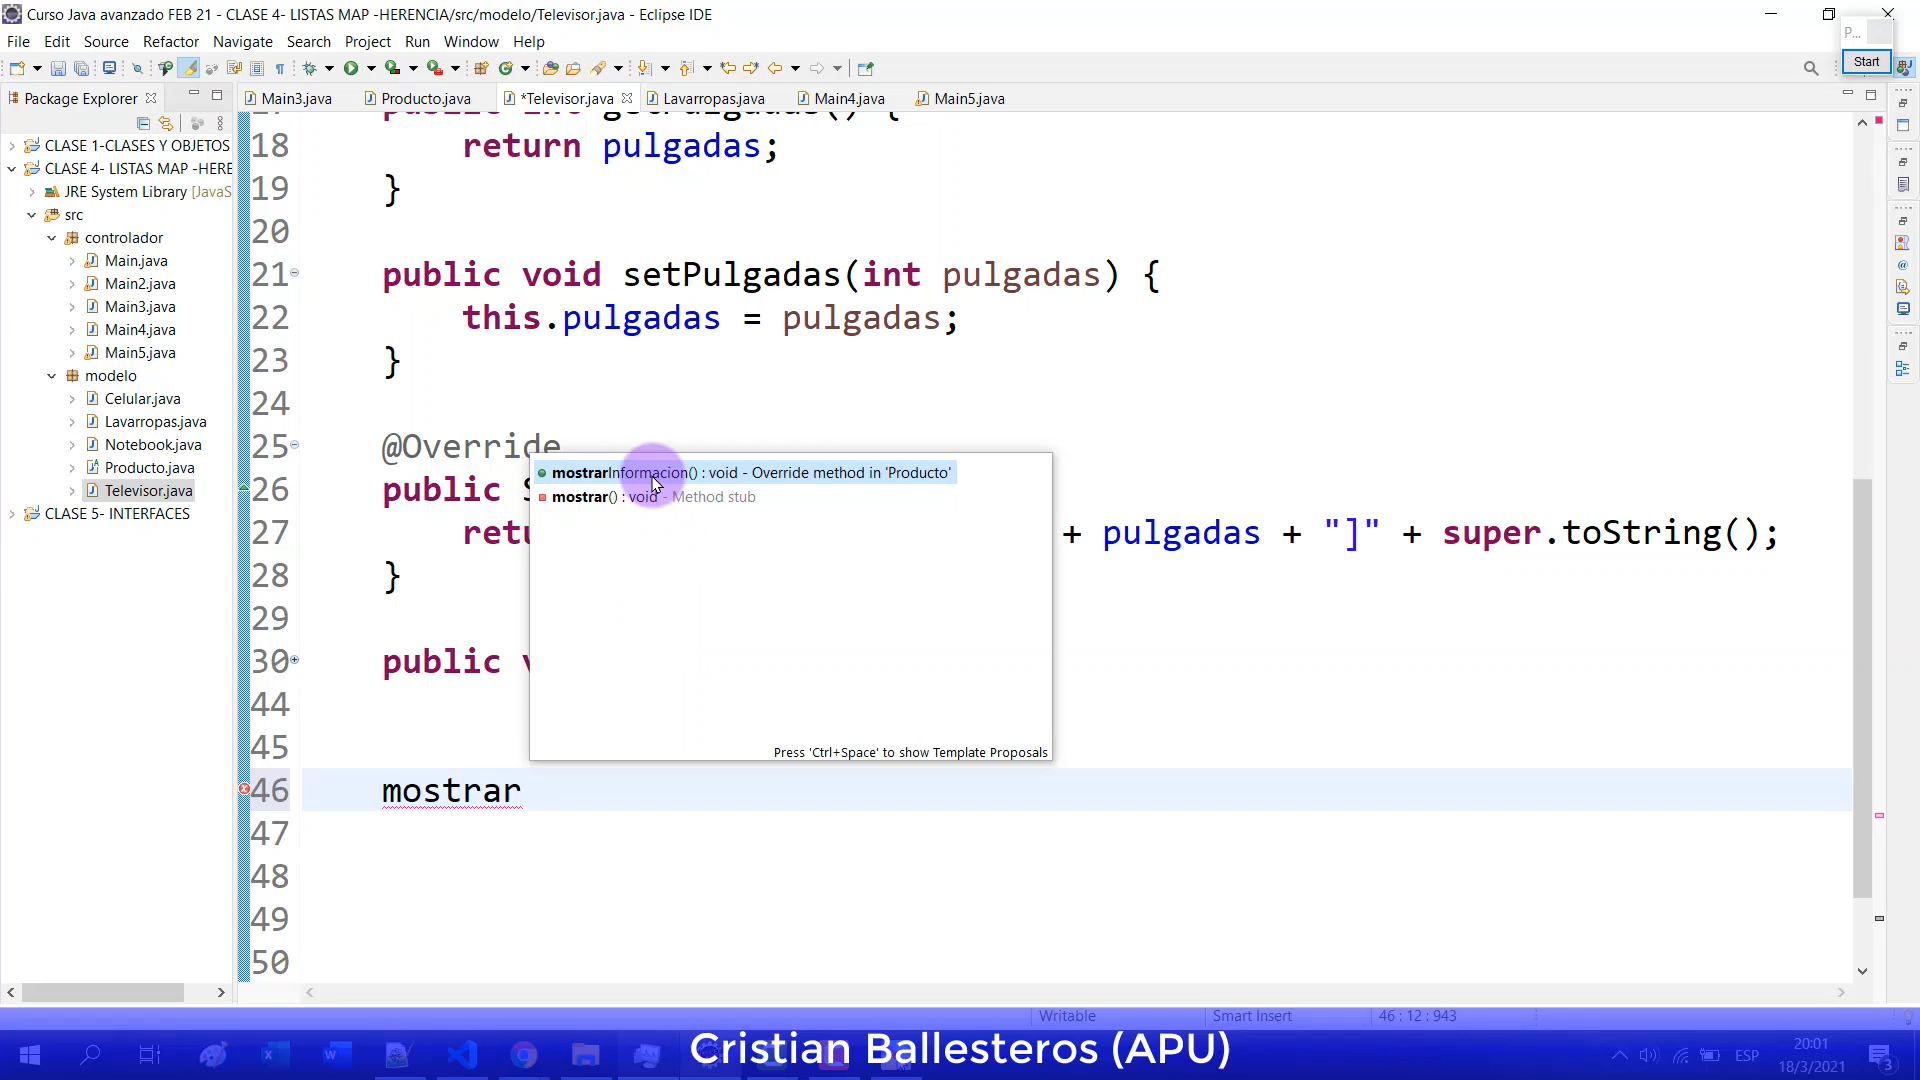 Curso Java avanzado FEB 21 - CLASE 4- LISTAS MAP -HERENCIA/src/modelo/Televisor.java - Eclipse IDE
File Edit Source Refactor Navigate Search Project Run Window Help
P...
Start
Package Explorer
Main3.java Producto.java *Televisor.java Lavarropas.java Main4.java Main5.java
CLASE 1-CLASES Y OBJETOS
CLASE 4- LISTAS MAP -HERE
JRE System Library [JavaS
src
controlador
Main.java
Main2.java
Main3.java
Main4.java
Main5.java
modelo
Celular.java
Lavarropas.java
Notebook.java
Producto.java
Televisor.java
CLASE 5- INTERFACES
17 public int getPulgadas() {
18 return pulgadas;
19 }
20
21 public void setPulgadas(int pulgadas) {
22 this.pulgadas = pulgadas;
23 }
24
25 @Override
26 public S
27 retu + pulgadas + "]" + super.toString();
28 }
29
30 public v
44
45
46 mostrar
47
48
49
50
mostrarInformacion() : void - Override method in 'Producto'
mostrar() : void - Method stub
Press 'Ctrl+Space' to show Template Proposals
Writable Smart Insert 46 : 12 : 943
Cristian Ballesteros (APU)
ESP
20:01
18/3/2021
3